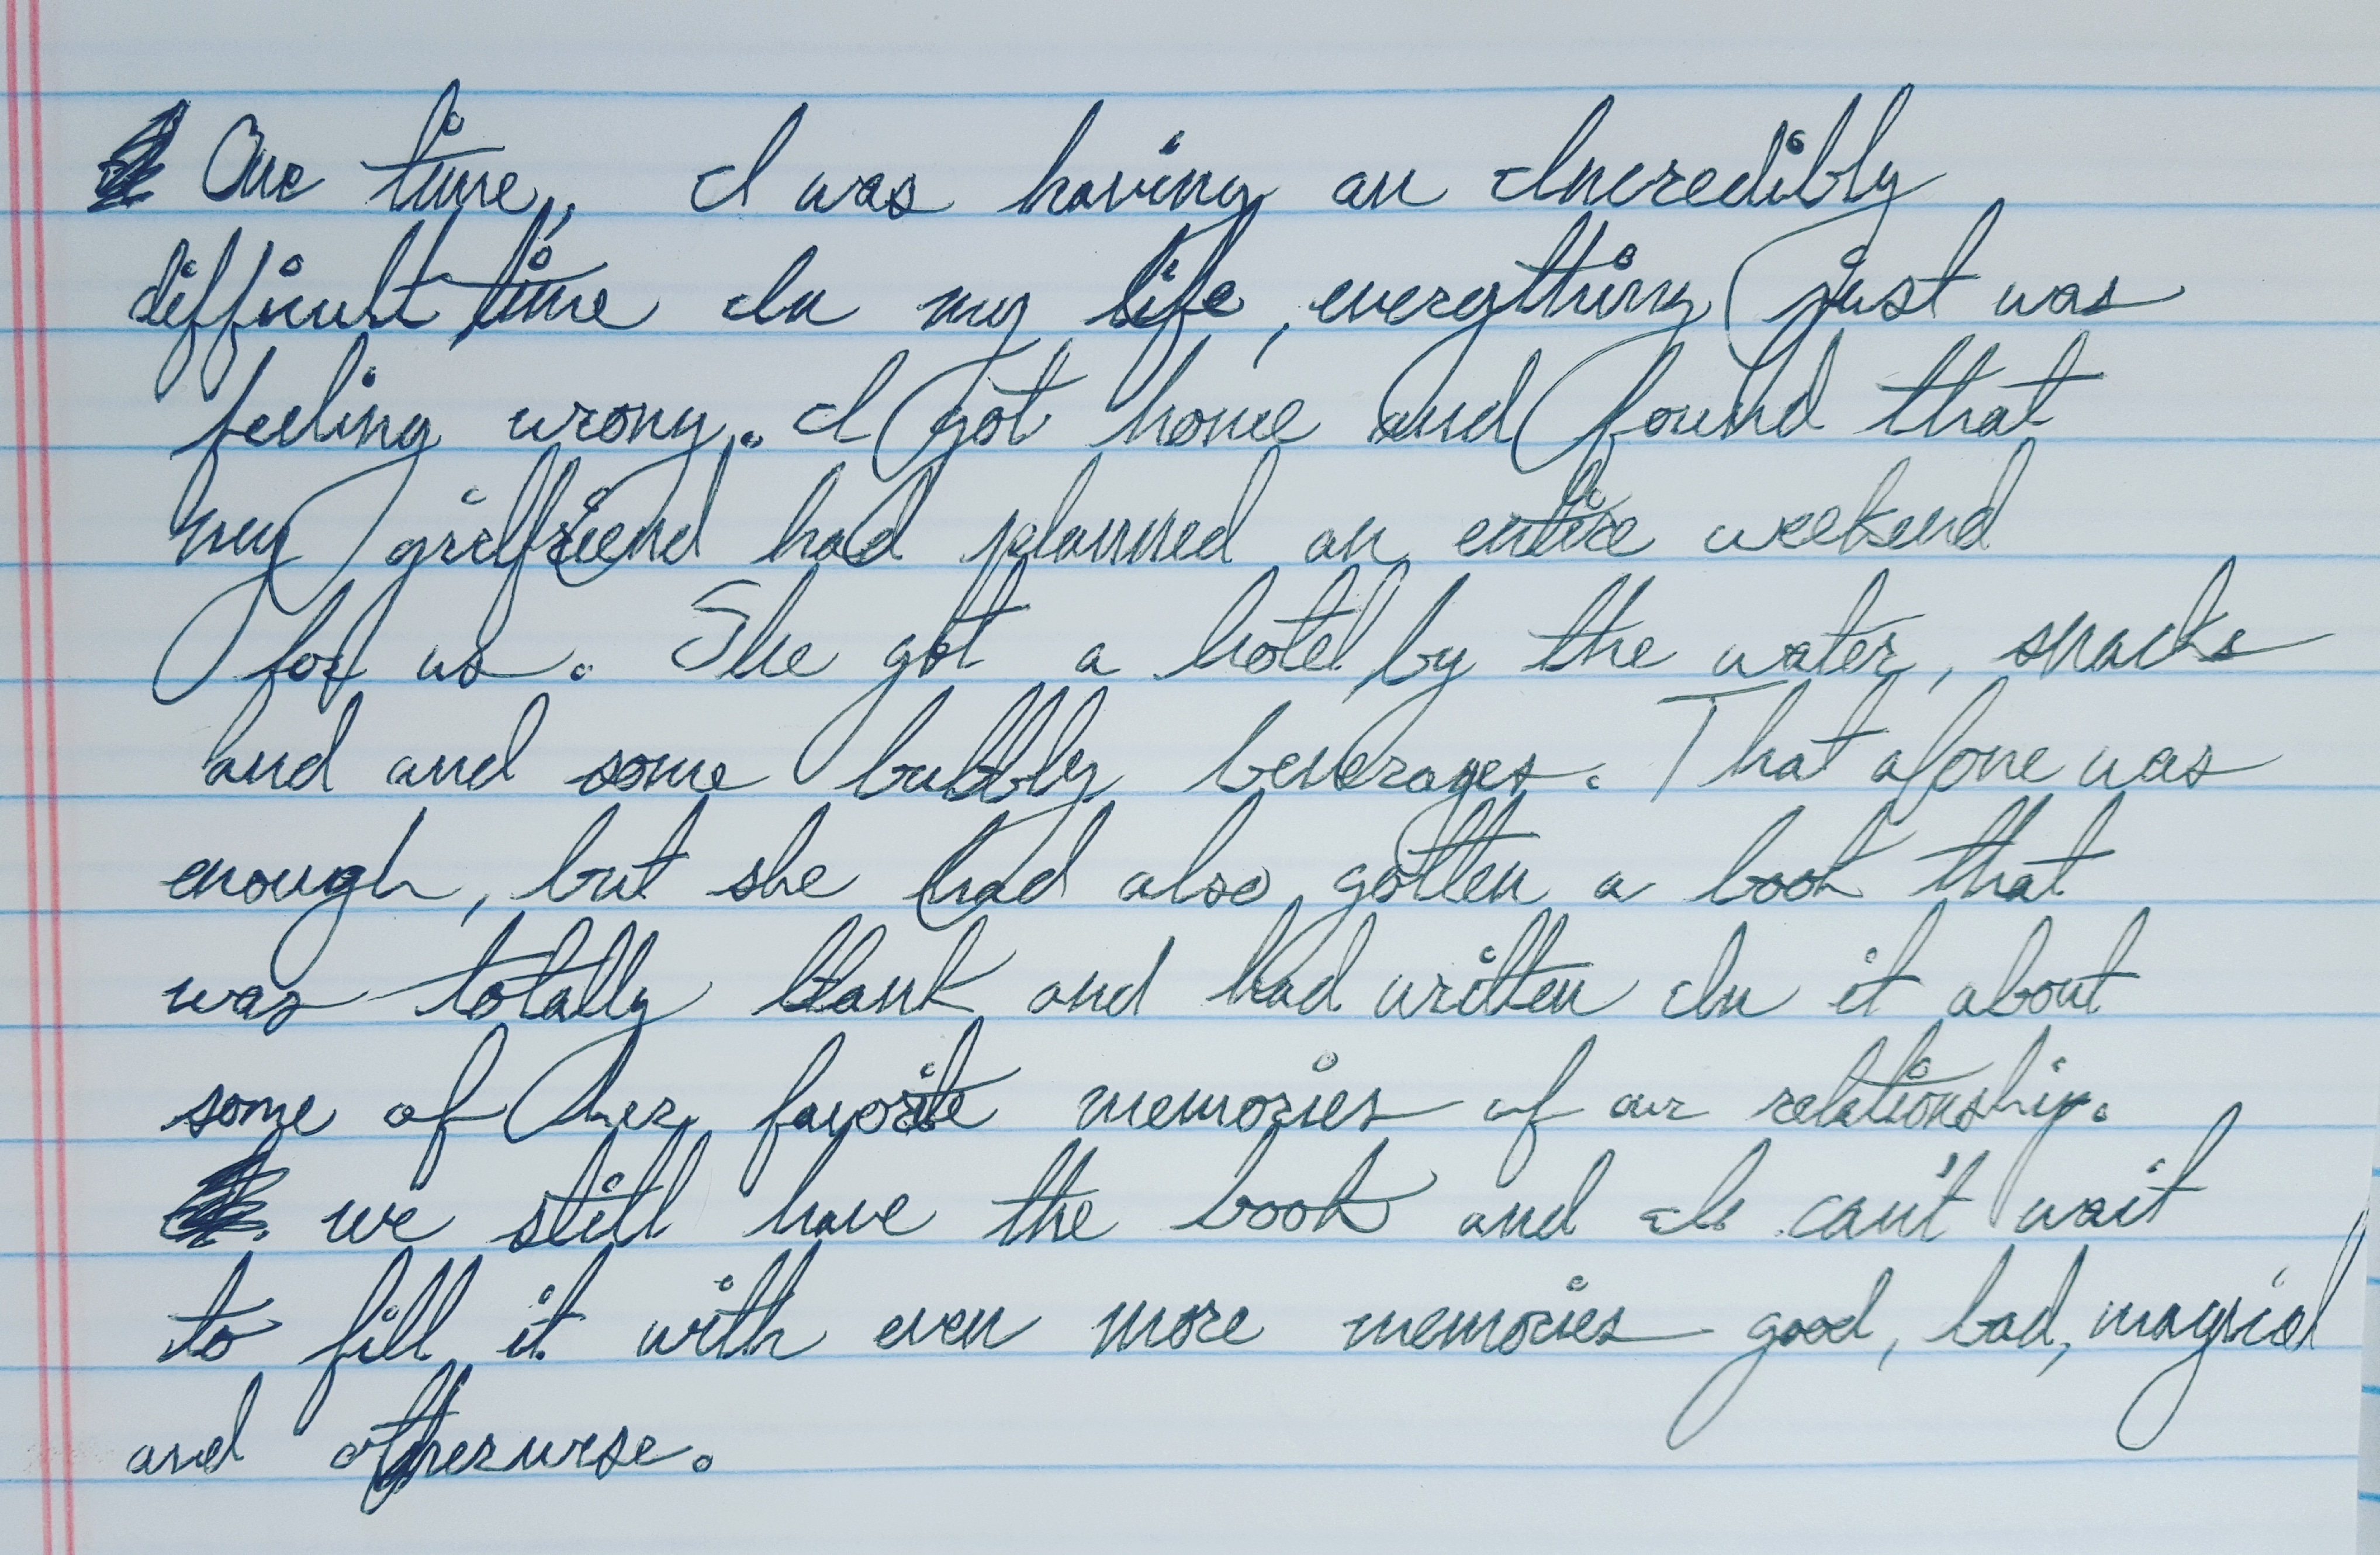 One time, I was having an Incredibly
difficult time In my life, everything just was
feeling wrong. I got home and found that
my girlfriend had planned an entire weekend
for us. She got a hotel by the water, snacks
and and some bubbly beverages. That alone was
enough, but she had also gotten a book that
was totally blank and had written In it about
some of her favorite memories of our relationship.
we still have the book and I can't wait
to fill it with even more memories good, bad, magical
and otherwise.